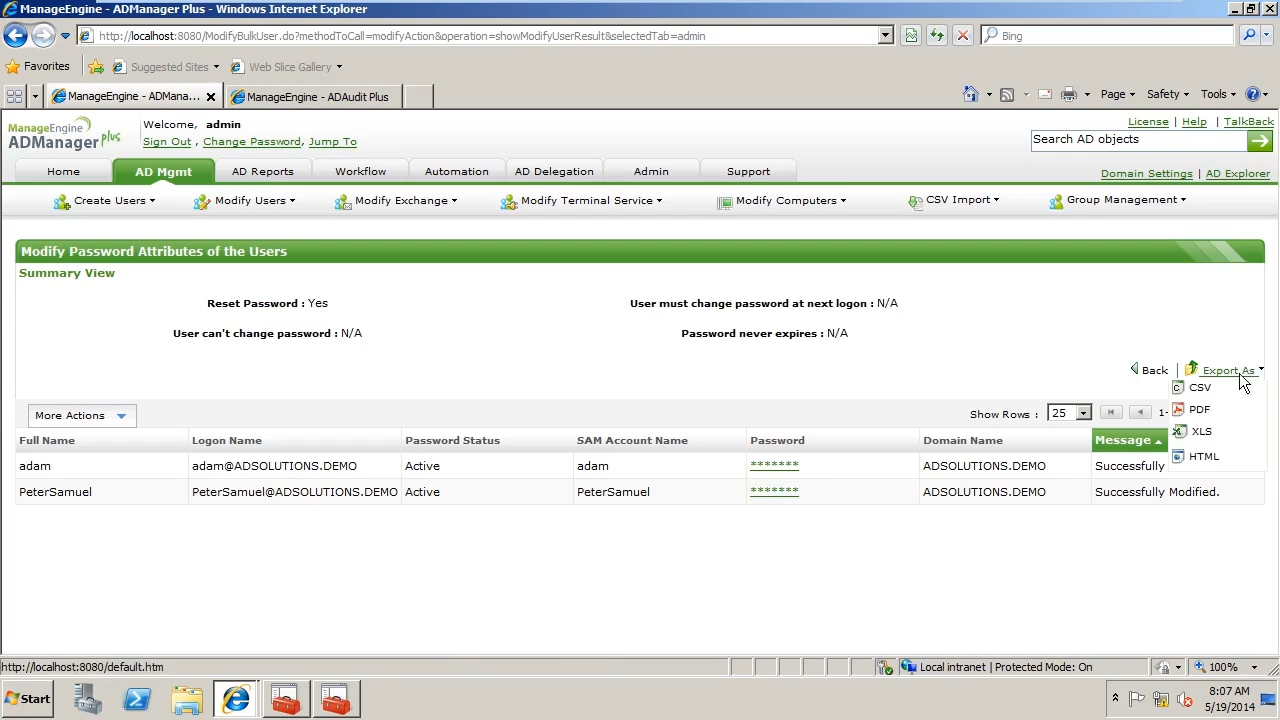 ManageEngine - ADManager Plus - Windows Internet Explorer
http://localhost:8080/ModifyBulkUser.do?methodToCall=modifyAction&operation=showModifyUserResult&selectedTab=admin
Bing
Favorites Suggested Sites Web Slice Gallery
ManageEngine - ADMana... ManageEngine - ADAudit Plus
Page Safety Tools
ManageEngine
ADManager plus
Welcome, admin
Sign Out , Change Password, Jump To
License | Help | TalkBack
Search AD objects
Home AD Mgmt AD Reports Workflow Automation AD Delegation Admin Support
Domain Settings | AD Explorer
Create Users Modify Users Modify Exchange Modify Terminal Service Modify Computers CSV Import Group Management
Modify Password Attributes of the Users
Summary View
Reset Password : Yes User must change password at next logon : N/A
User can't change password : N/A Password never expires : N/A
Back | Export As
CSV
PDF
XLS
HTML
More Actions Show Rows : 25 1-
Full Name Logon Name Password Status SAM Account Name Password Domain Name Message
adam adam@ADSOLUTIONS.DEMO Active adam ******* ADSOLUTIONS.DEMO Successfully
PeterSamuel PeterSamuel@ADSOLUTIONS.DEMO Active PeterSamuel ******* ADSOLUTIONS.DEMO Successfully Modified.
http://localhost:8080/default.htm Local intranet | Protected Mode: On 100%
Start
8:07 AM
5/19/2014